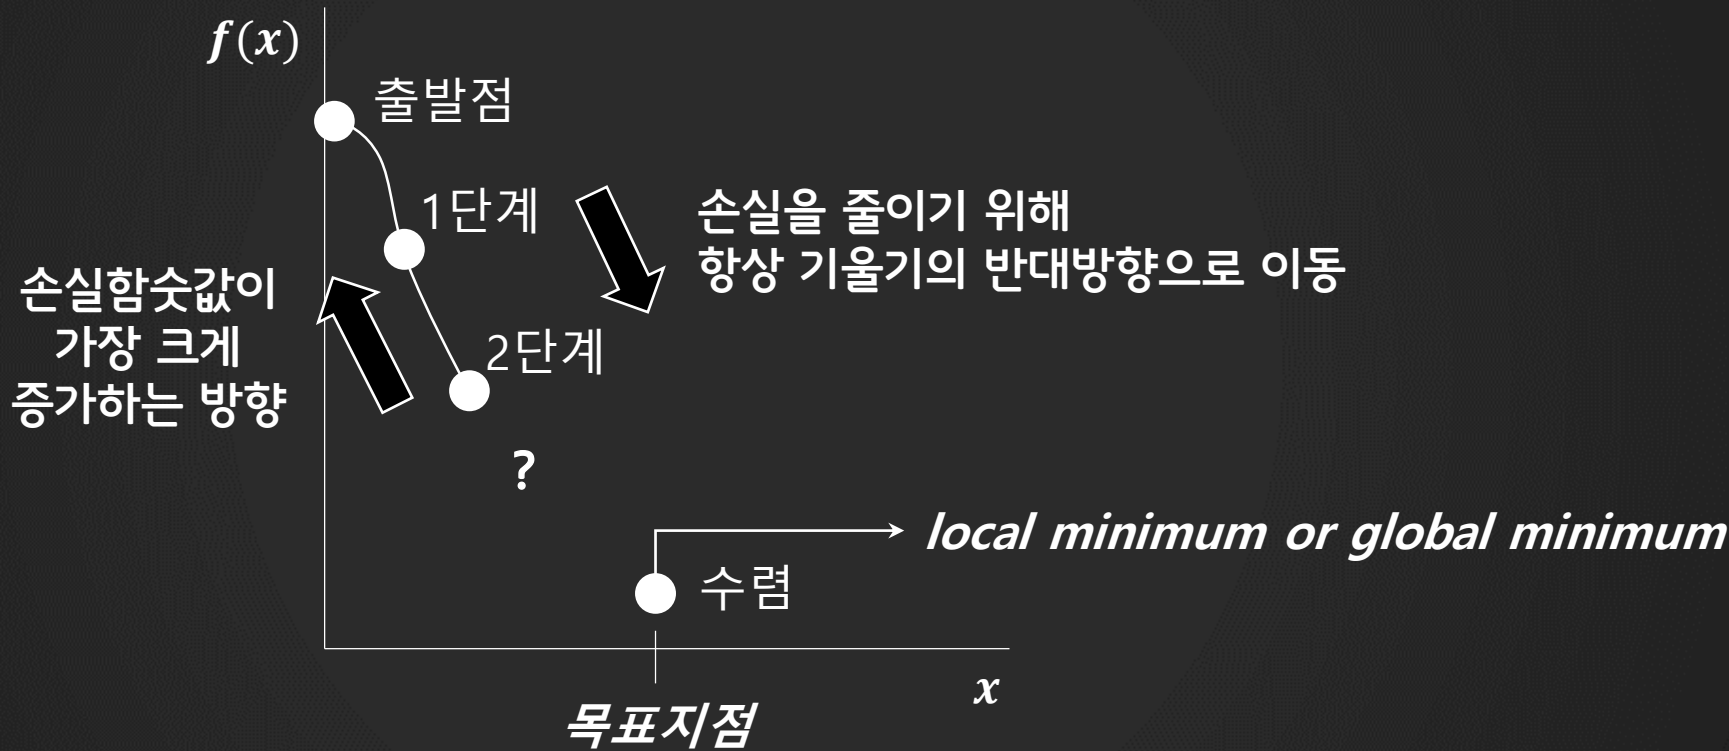 f(x)
출발점
1단계
손실을 줄이기 위해
항상 기울기의 반대방향으로 이동
손실함숫값이
가장 크게
증가하는 방향
2단계
?
local minimum or global minimum
수렴
x
목표지점